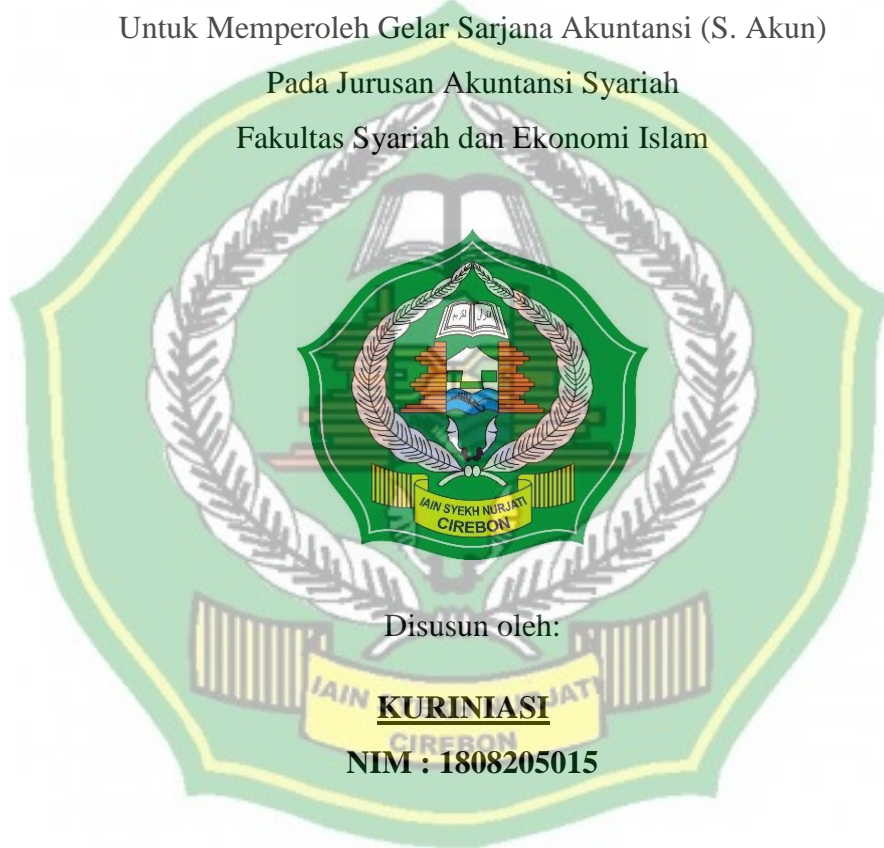 Untuk Memperoleh Gelar Sarjana Akuntansi (S. Akun)
Pada Jurusan Akuntansi Syariah
Fakultas Syariah dan Ekonomi Islam
IAIN SYEKH NURJATI
CIREBON
Disusun oleh:
KURINIASI
NIM : 1808205015